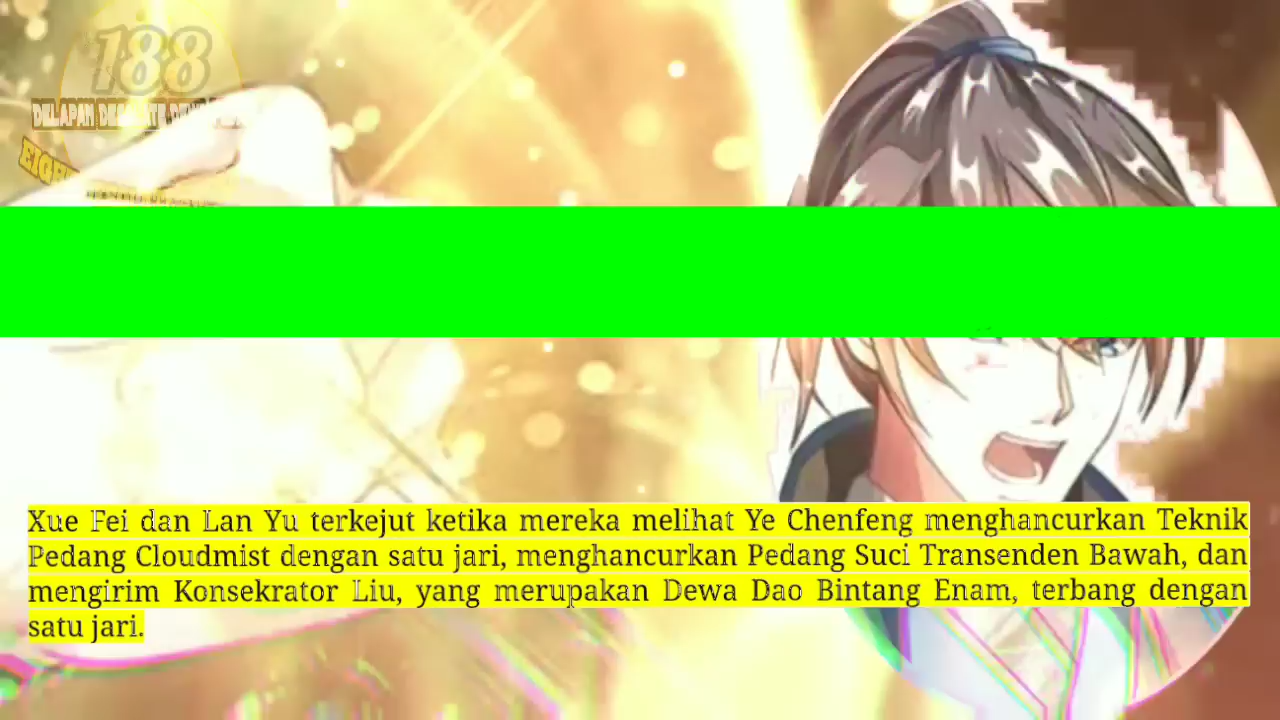 188
DELAPAN
EIGH
Xue Fei dan Lan Yu terkejut ketika mereka melihat Ye Chenfeng menghancurkan Teknik
Pedang Cloudmist dengan satu jari, menghancurkan Pedang Suci Transenden Bawah, dan
mengirim Konsekrator Liu, yang merupakan Dewa Dao Bintang Enam, terbang dengan
satu jari.